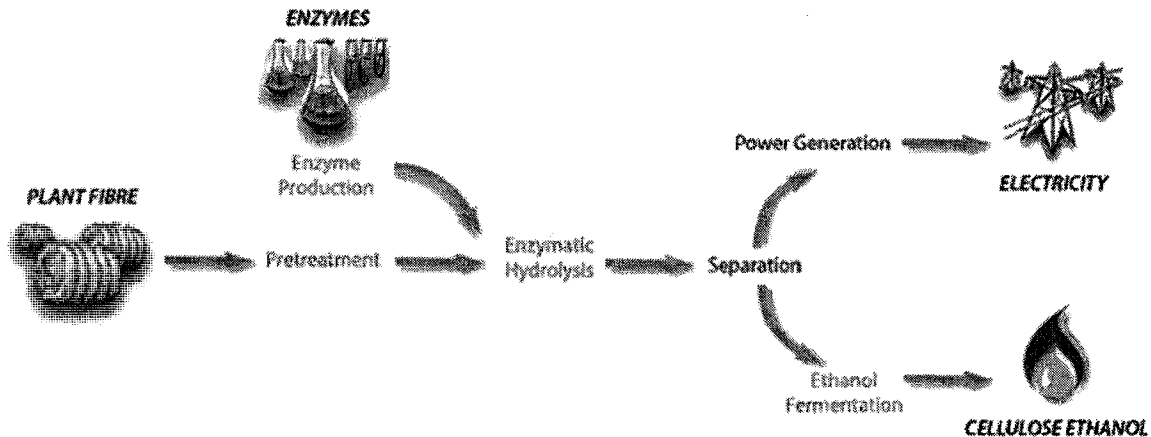 ENZYMES
Enzyme
Production
PLANT FIBRE
Pretreatment
Enzymatic
Hydrolysis
Separation
Power Generation
ELECTRICITY
Ethanol
Fermentation
CELLULOSE ETHANOL